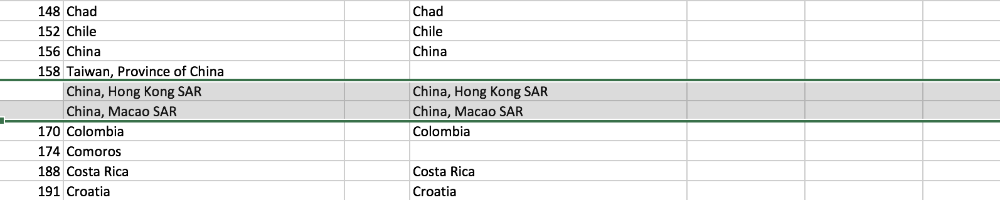 148 Chad Chad
152 Chile Chile
156 China China
158 Taiwan, Province of China
China, Hong Kong SAR China, Hong Kong SAR
China, Macao SAR China, Macao SAR
170 Colombia Colombia
174 Comoros
188 Costa Rica Costa Rica
191 Croatia Croatia